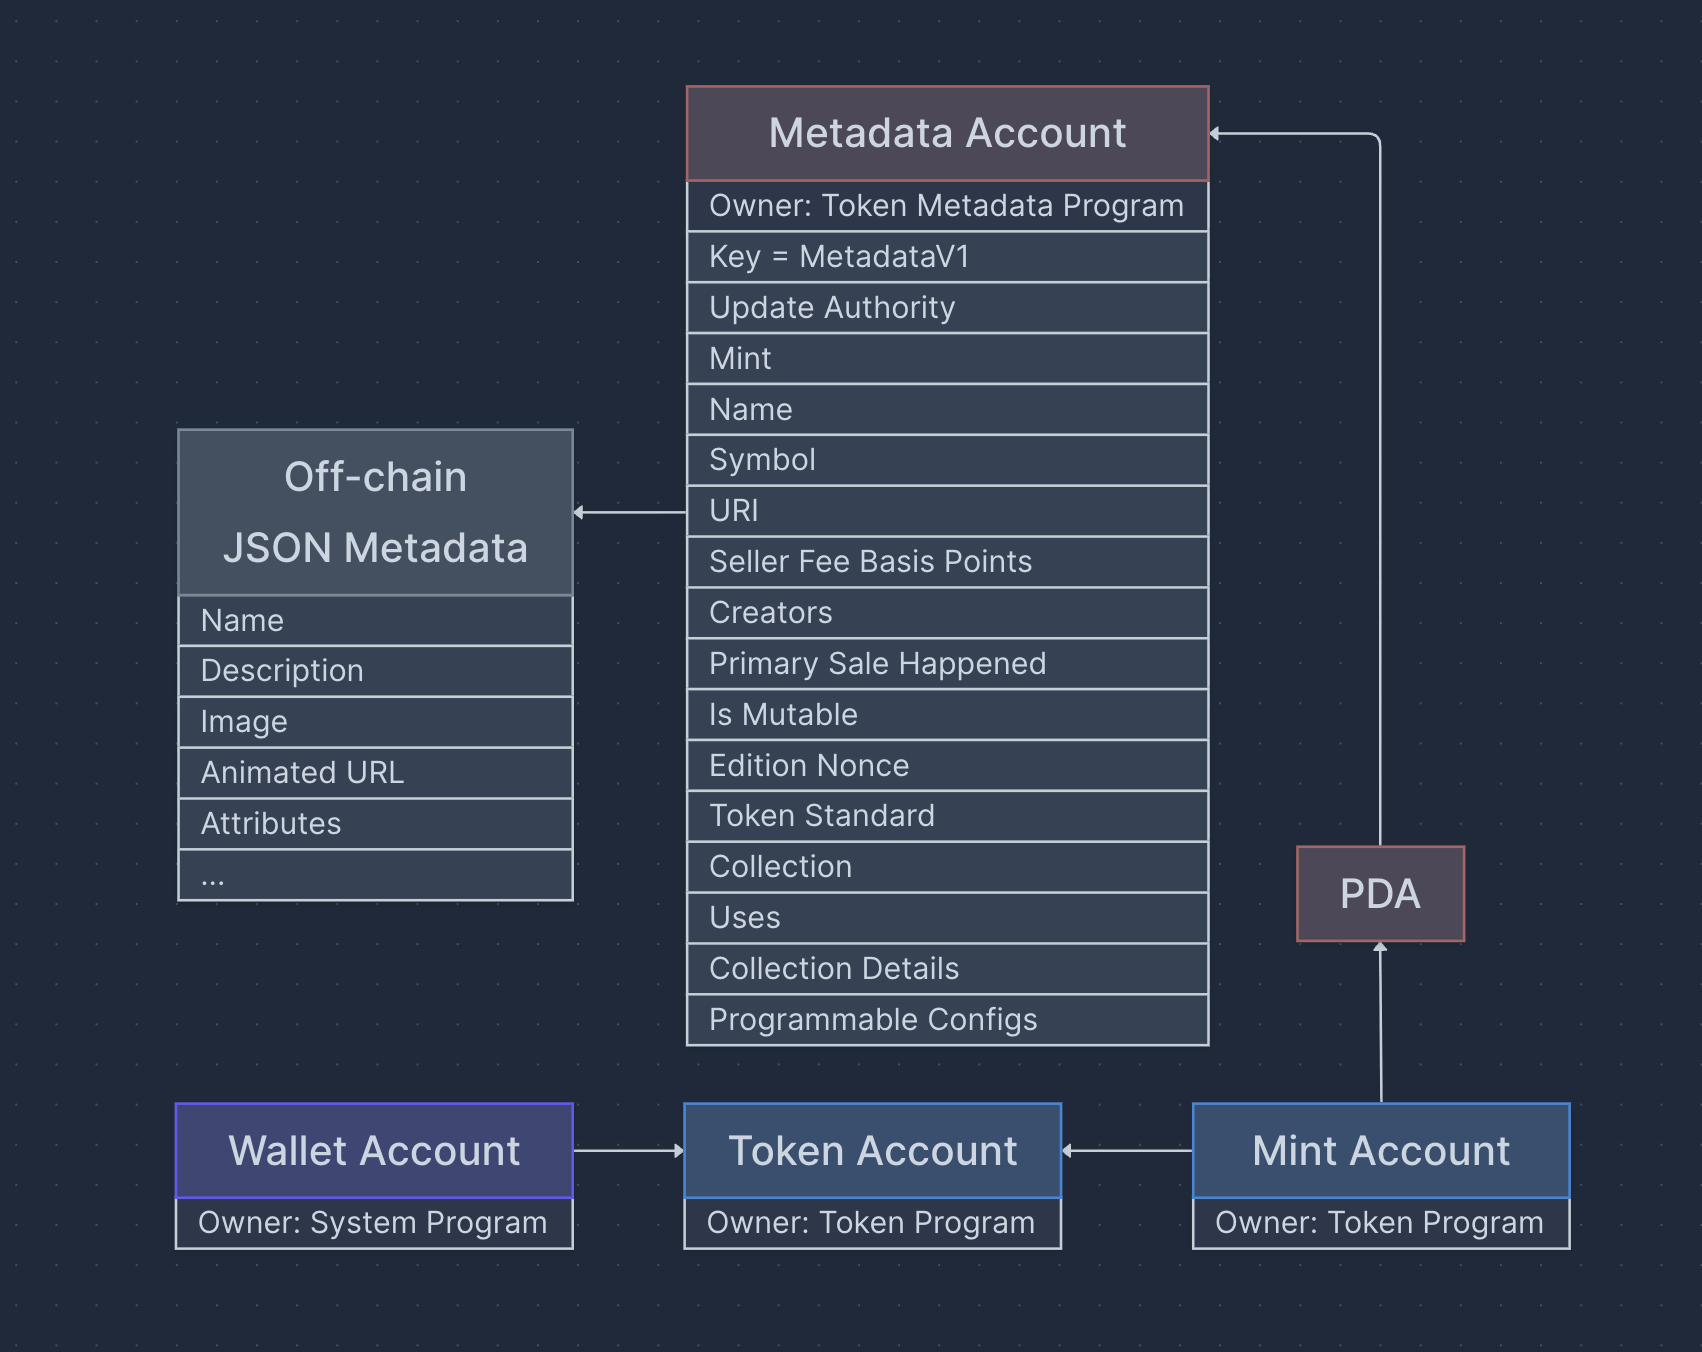 Metadata Account
Owner: Token Metadata Program
Key = MetadataV1
Update Authority
Mint
Name
Symbol
URI
Seller Fee Basis Points
Creators
Primary Sale Happened
Is Mutable
Edition Nonce
Token Standard
Collection
Uses
Collection Details
Programmable Configs
Off-chain
JSON Metadata
Name
Description
Image
Animated URL
Attributes
...
PDA
Wallet Account
Owner: System Program
Token Account
Owner: Token Program
Mint Account
Owner: Token Program